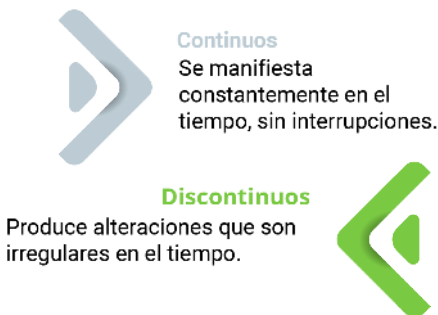 Continuos
Se manifiesta
constantemente en el
tiempo, sin interrupciones.
Discontinuos
Produce alteraciones que son
irregulares en el tiempo.